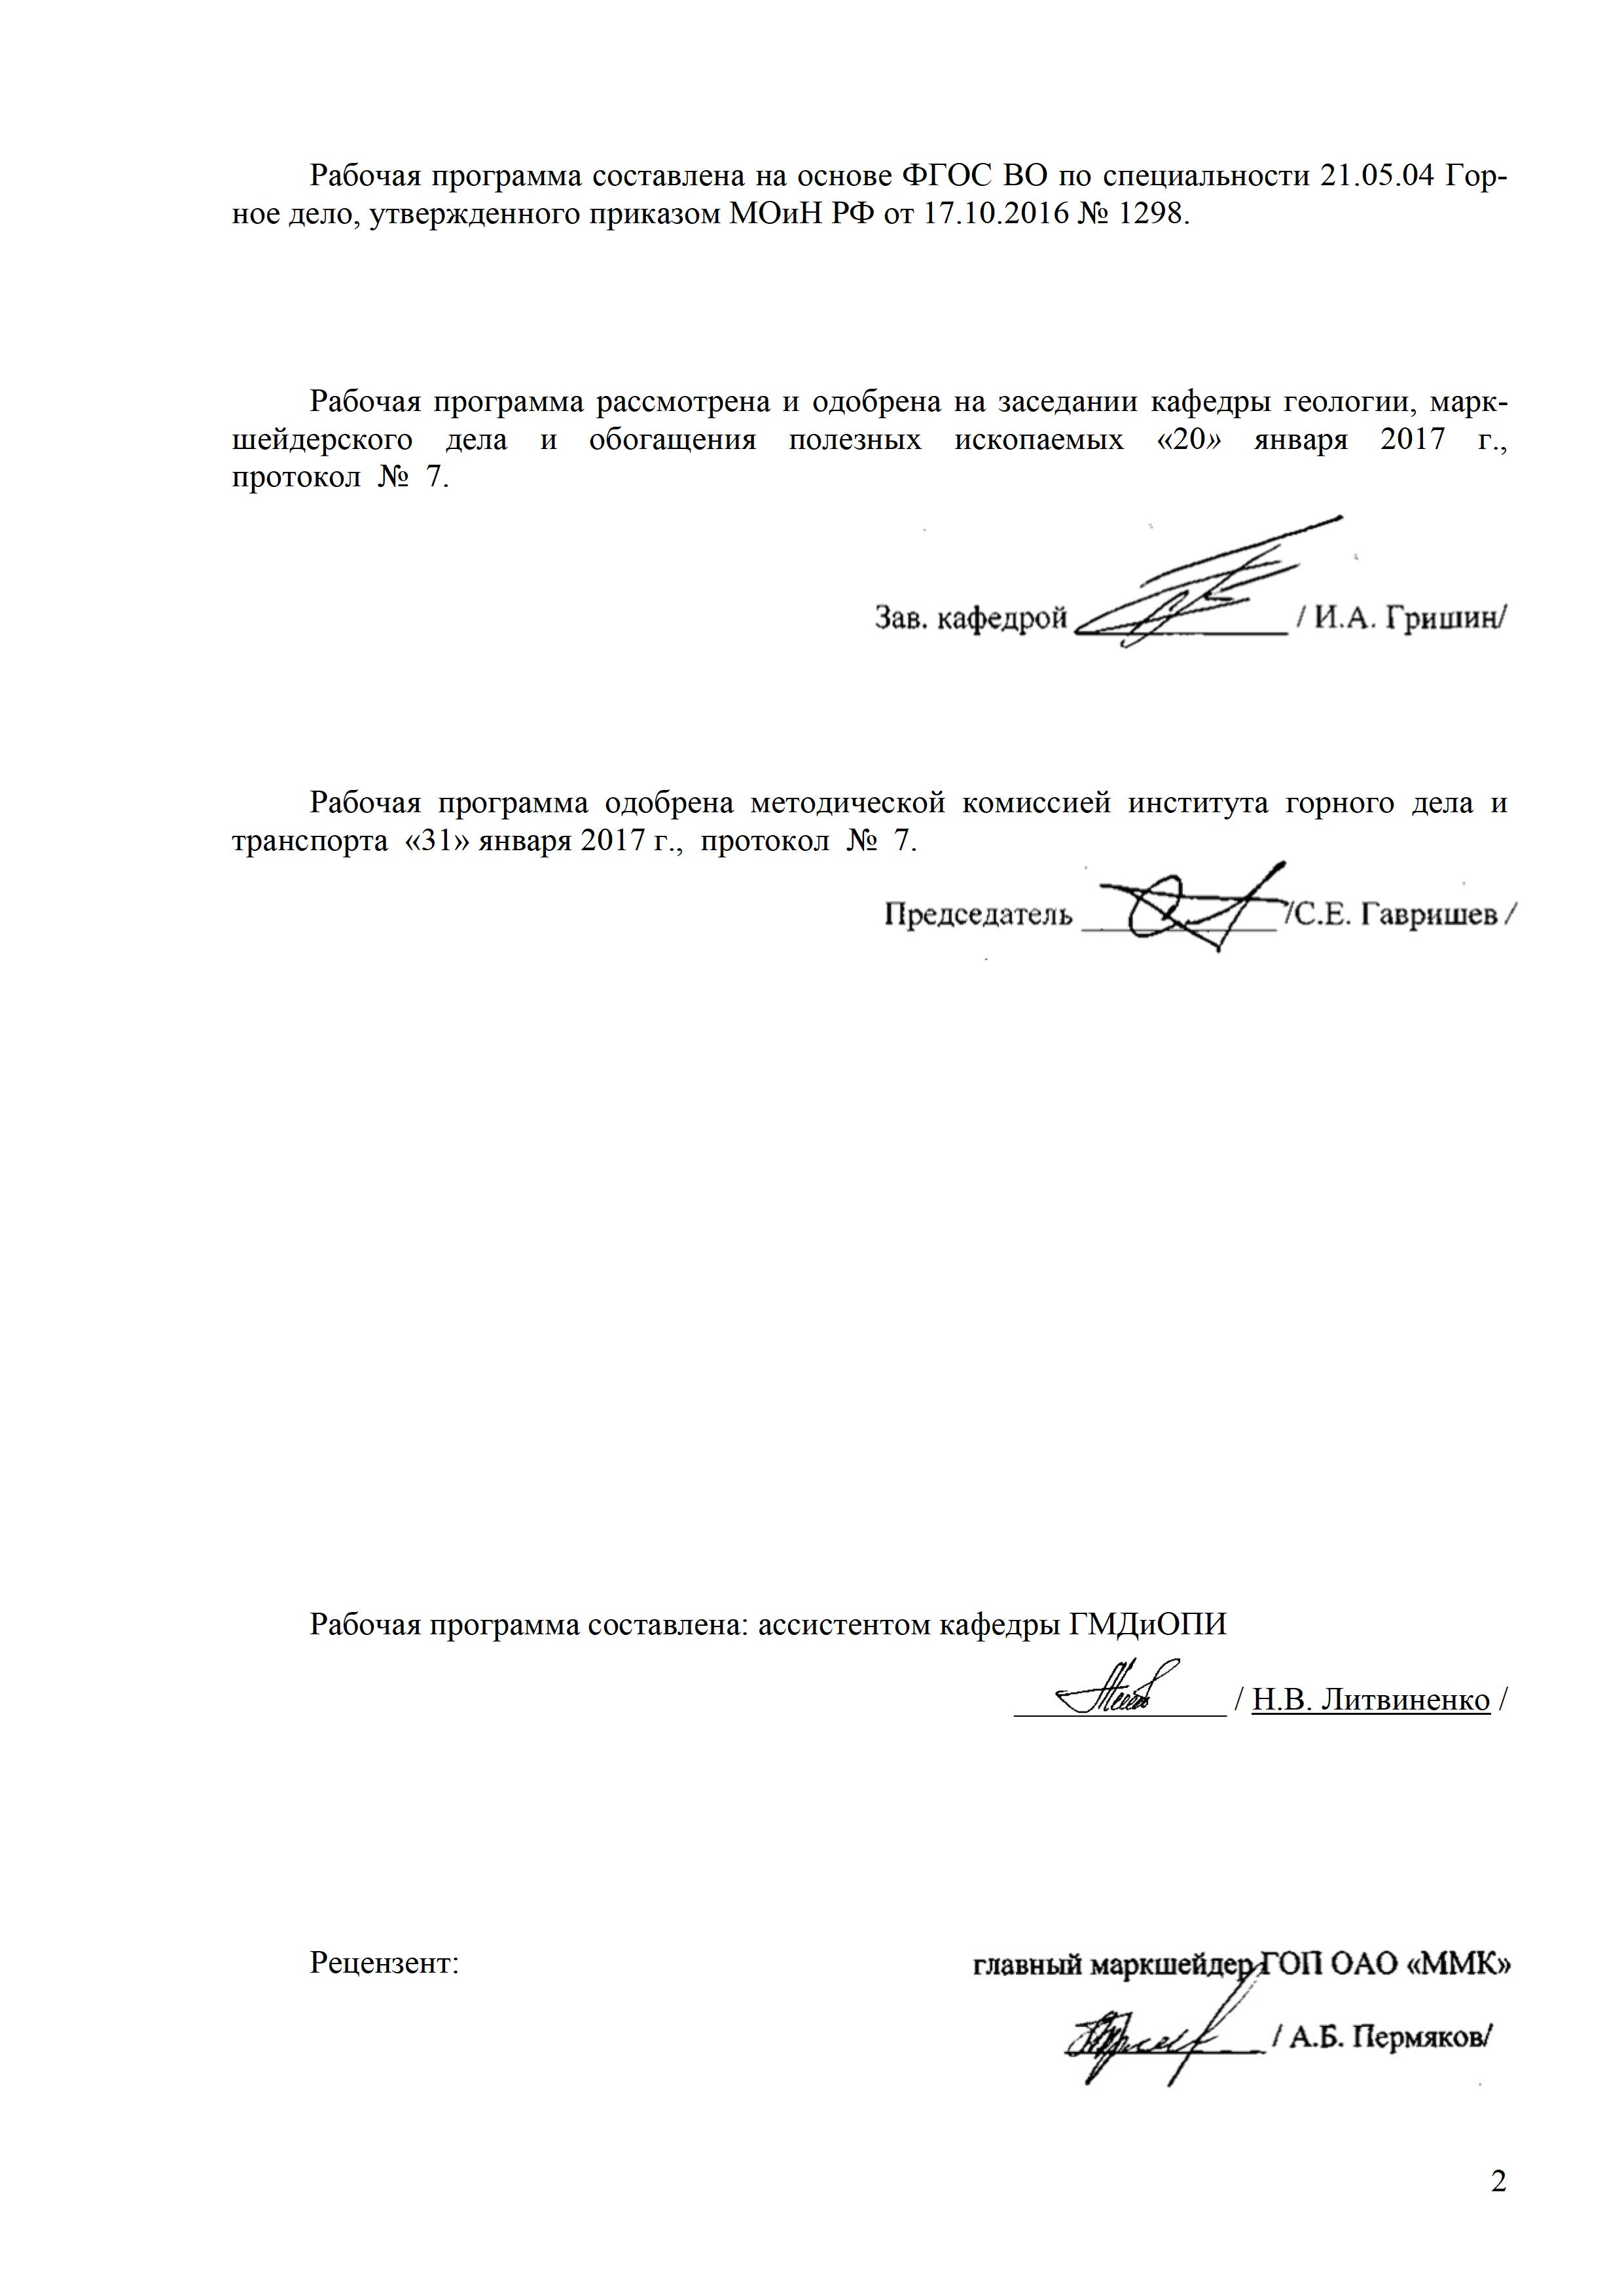 Рабочая программа составлена на основе ФГОС ВО по специальности 21.05.04 Гор-
ное дело, утвержденного приказом МОиН РФ от 17.10.2016 № 1298.
Рабочая программа рассмотрена и одобрена на заседании кафедры геологии, марк-
шейдерского дела и обогащения полезных ископаемых «20» января 2017 г.,
протокол № 7.
Зав. кафедрой / И.А. Гришин/
Рабочая программа одобрена методической комиссией института горного дела и
транспорта «31» января 2017 г., протокол № 7.
Председатель /С.Е. Гавришев /
Рабочая программа составлена: ассистентом кафедры ГМДиОПИ
/ Н.В. Литвиненко /
Рецензент: главный маркшейдер ГОП ОАО «ММК»
/ А.Б. Пермяков/
2